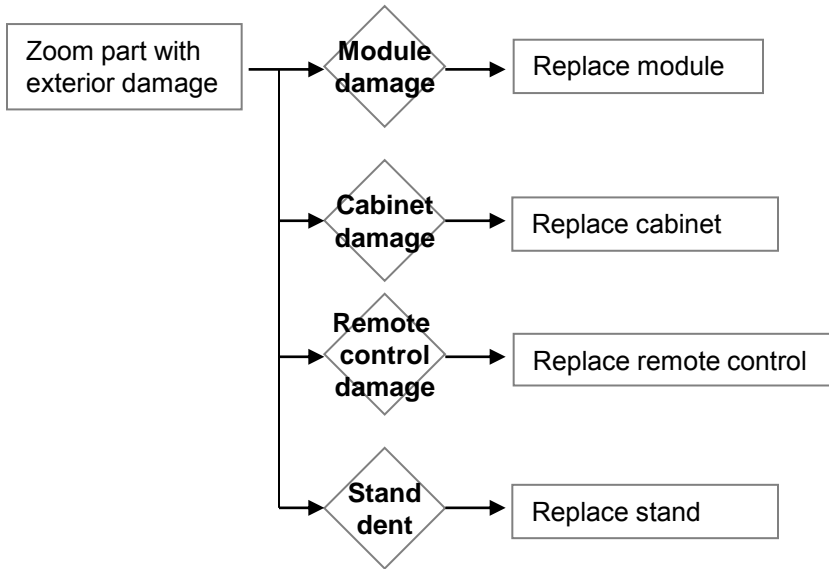 Zoom part with
exterior damage
Module
damage
Replace module
Cabinet
damage
Replace cabinet
Remote
control
damage
Replace remote control
Stand
dent
Replace stand